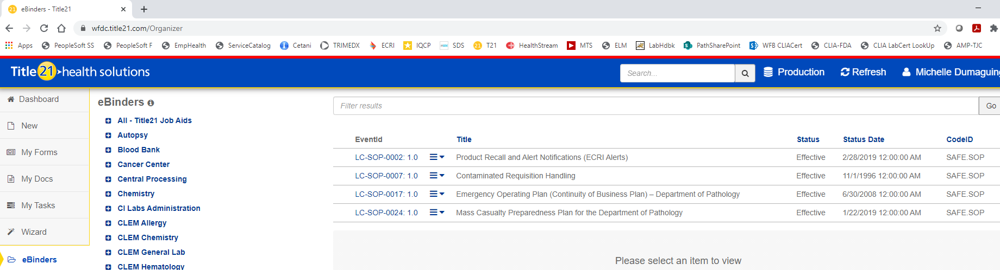 eBinders - Title21
wfdc.title21.com/Organizer
Apps PeopleSoft SS PeopleSoft F EmpHealth ServiceCatalog Cetani TRIMEDX ECRI IQCP SDS T21 HealthStream MTS ELM LabHdbk PathSharePoint WFB CLIACert CLIA-FDA CLIA LabCert LookUp AMP-TJC
Title 21 health solutions
Search...
Production Refresh Michelle Dumaguin
Dashboard
New
My Forms
My Docs
My Tasks
Wizard
eBinders
eBinders
All - Title21 Job Aids
Autopsy
Blood Bank
Cancer Center
Central Processing
Chemistry
CI Labs Administration
CLEM Allergy
CLEM Chemistry
CLEM General Lab
CLEM Hematology
Filter results Go
EventId Title Status Status Date CodeID
LC-SOP-0002: 1.0 Product Recall and Alert Notifications (ECRI Alerts) Effective 2/28/2019 12:00:00 AM SAFE.SOP
LC-SOP-0007: 1.0 Contaminated Requisition Handling Effective 11/1/1996 12:00:00 AM SAFE.SOP
LC-SOP-0017: 1.0 Emergency Operating Plan (Continuity of Business Plan) – Department of Pathology Effective 6/30/2008 12:00:00 AM SAFE.SOP
LC-SOP-0024: 1.0 Mass Casualty Preparedness Plan for the Department of Pathology Effective 1/22/2019 12:00:00 AM SAFE.SOP
Please select an item to view